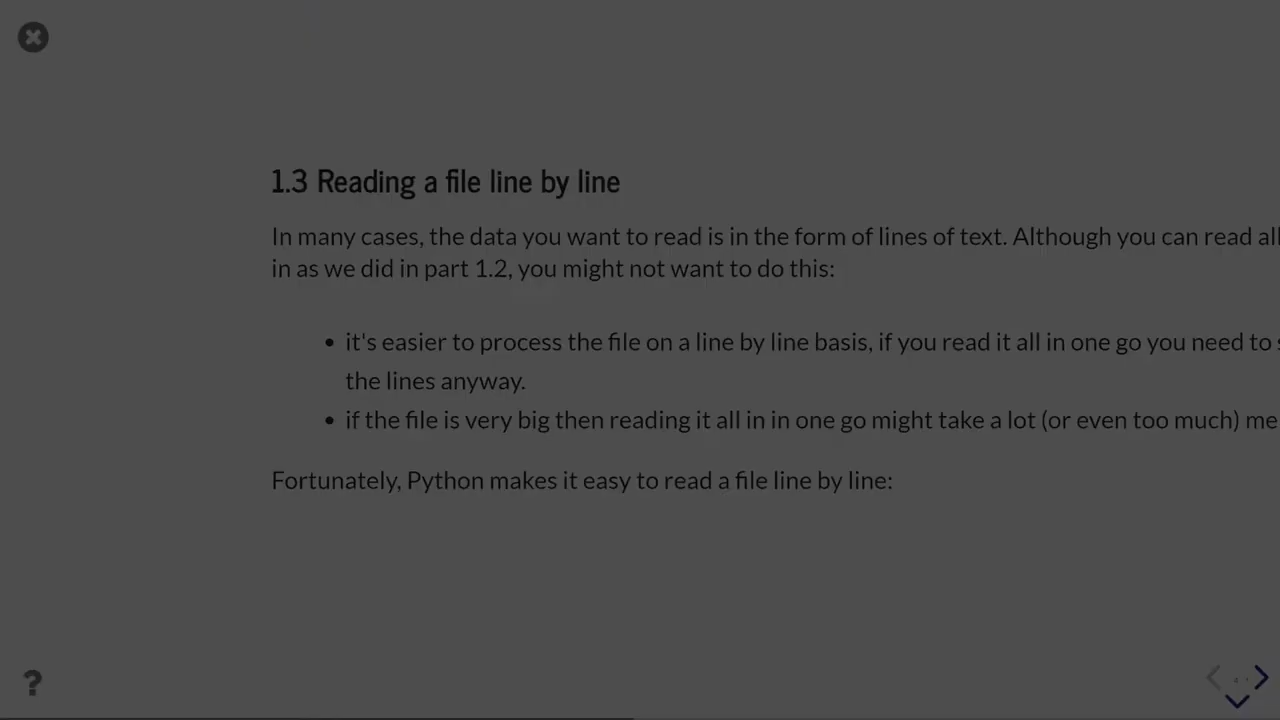 1.3 Reading a file line by line
In many cases, the data you want to read is in the form of lines of text. Although you can read all
in as we did in part 1.2, you might not want to do this:
• it's easier to process the file on a line by line basis, if you read it all in one go you need to
the lines anyway.
• if the file is very big then reading it all in in one go might take a lot (or even too much) me
Fortunately, Python makes it easy to read a file line by line:
?